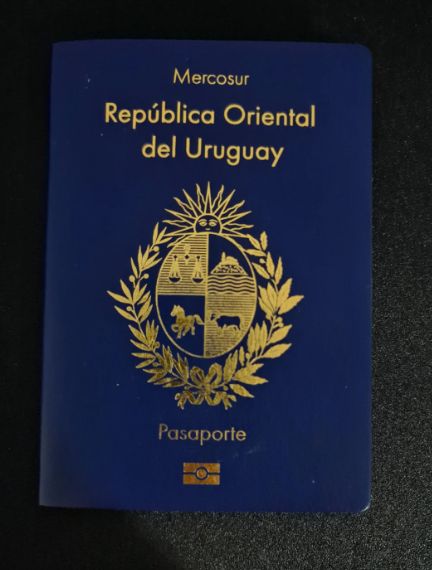 Mercosur
República Oriental
del Uruguay
Pasaporte